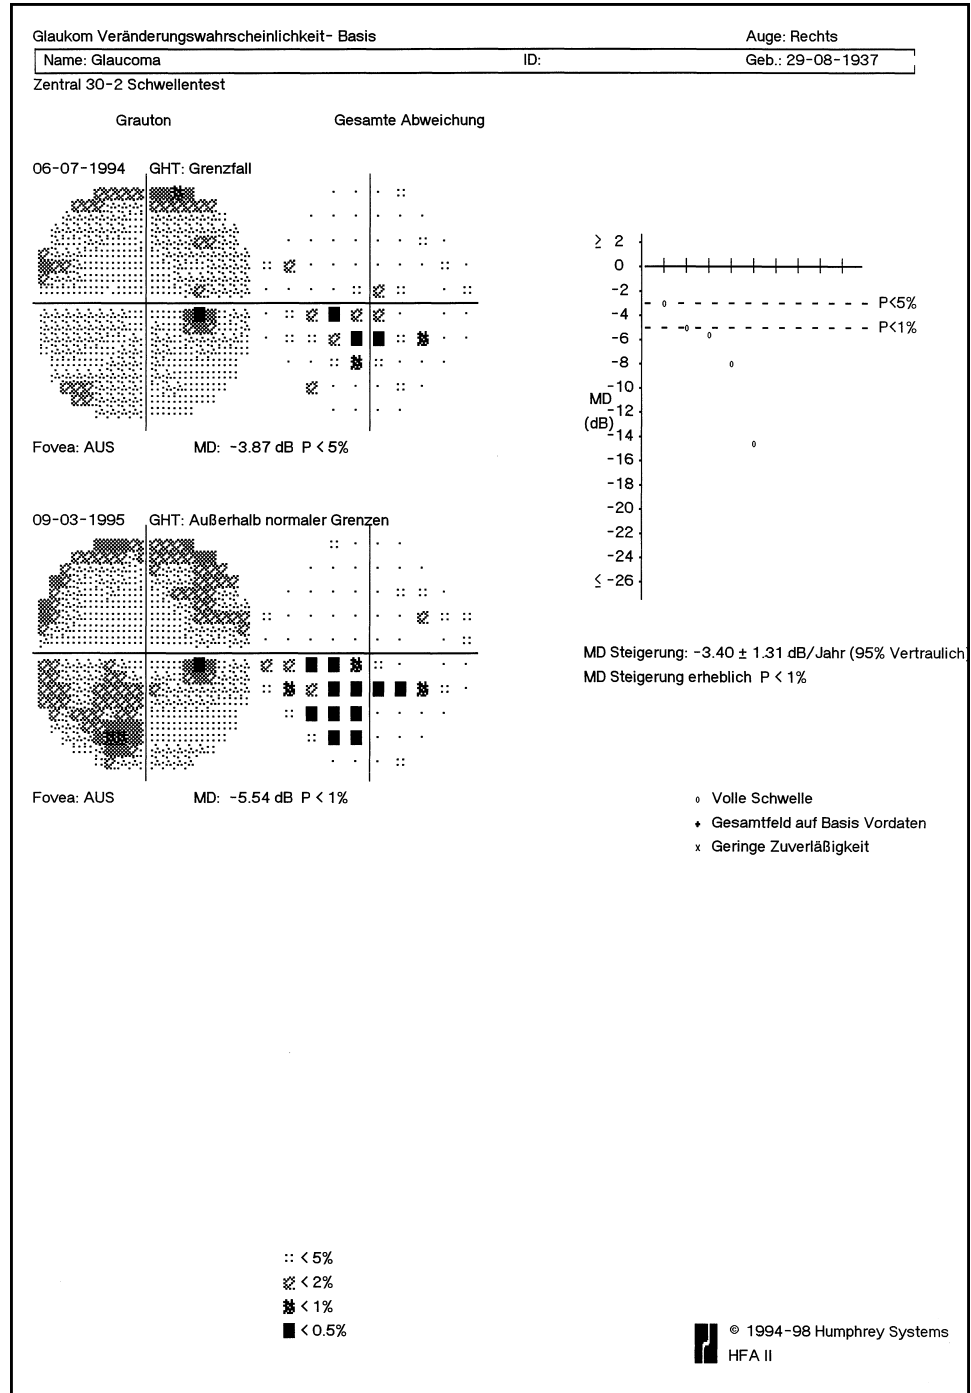 Glaukom Veränderungswahrscheinlichkeit- Basis
Auge: Rechts
Name: Glaucoma
ID:
Geb.: 29-08-1937
Zentral 30-2 Schwellentest
Grauton
Gesamte Abweichung
06-07-1994
GHT: Grenzfall
Fovea: AUS
MD: -3.87 dB P < 5%
09-03-1995
GHT: Außerhalb normaler Grenzen
Fovea: AUS
MD: -5.54 dB P < 1%
≥ 2
0
-2
-4
-6
-8
-10
-12
-14
-16
-18
-20
-22
-24
≤ -26
MD
(dB)
P<5%
P<1%
MD Steigerung: -3.40 ± 1.31 dB/Jahr (95% Vertraulich
MD Steigerung erheblich P < 1%
Volle Schwelle
Gesamtfeld auf Basis Vordaten
x Geringe Zuverläßigkeit
< 5%
< 2%
< 1%
< 0.5%
© 1994-98 Humphrey Systems
HFA II